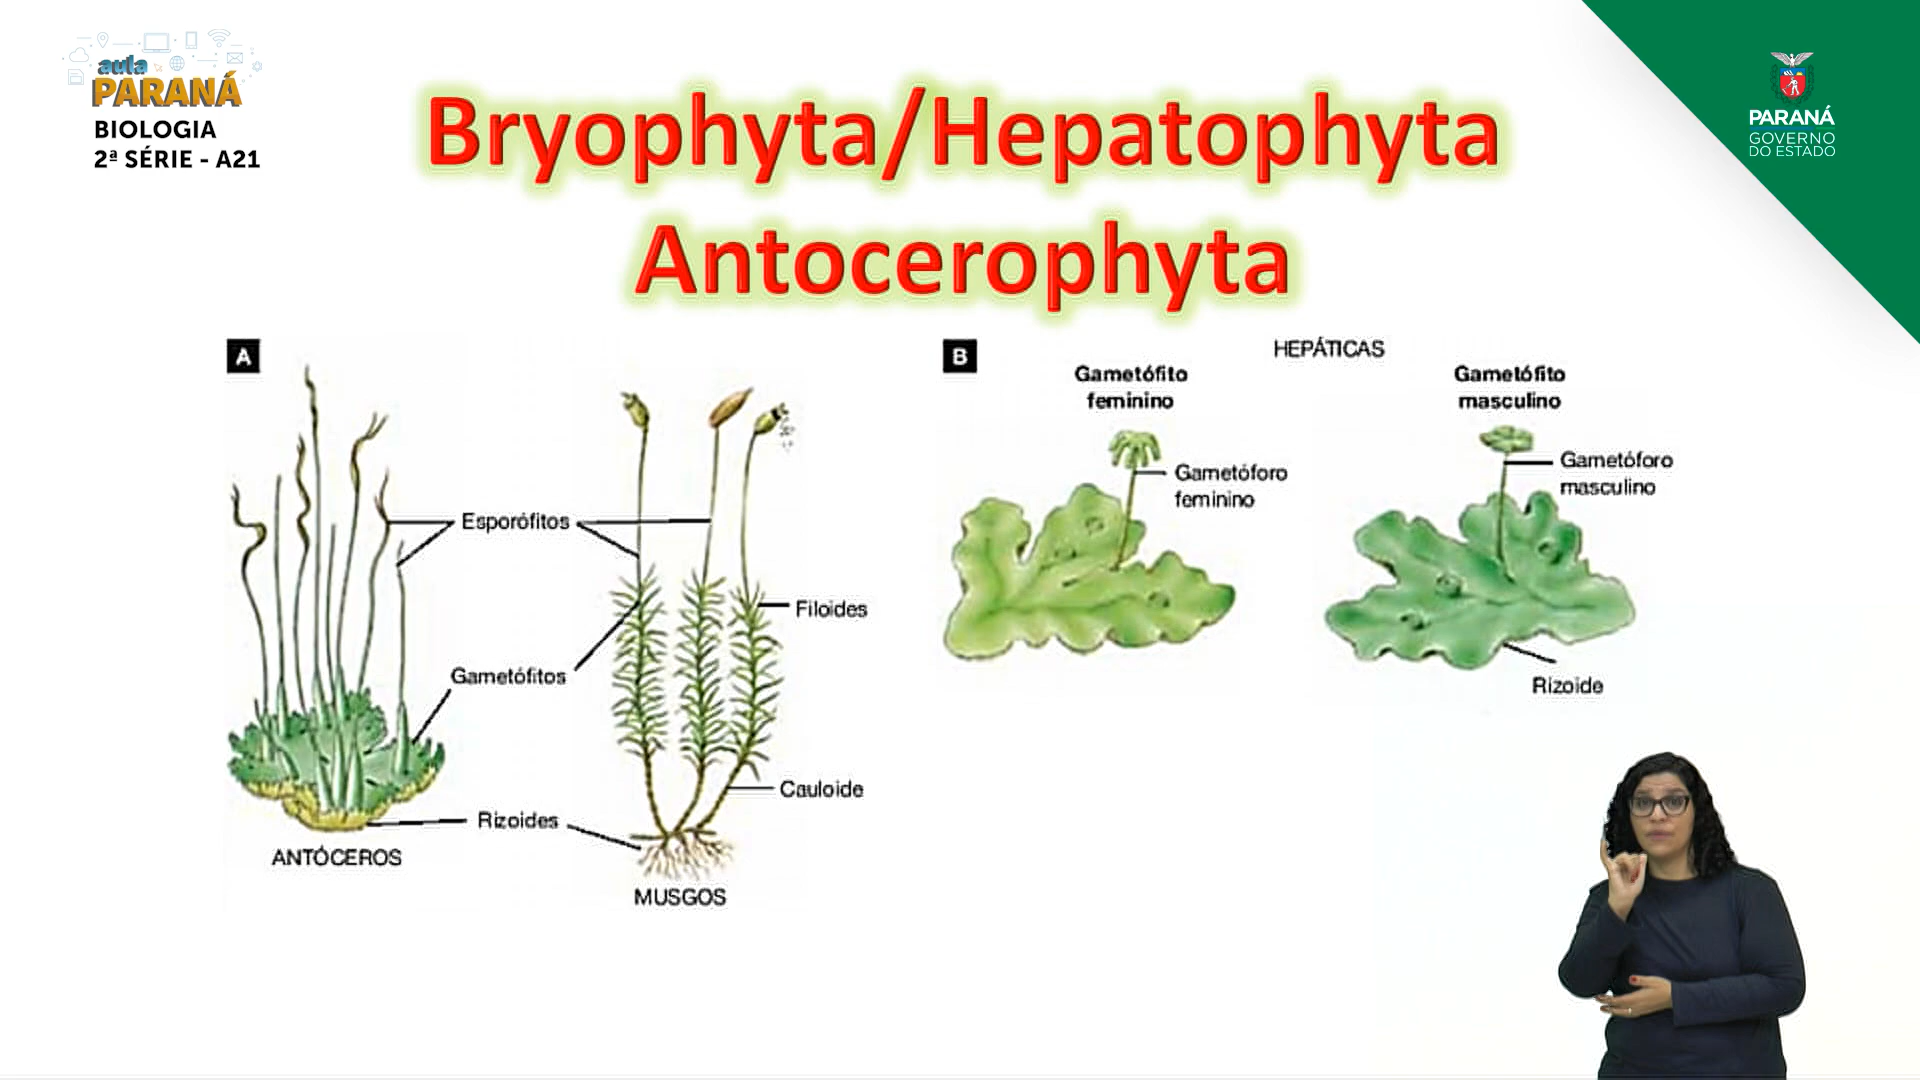 aula
PARANÁ
BIOLOGIA
2ª SÉRIE - A21
PARANÁ
GOVERNO
DO ESTADO
Bryophyta/Hepatophyta
Antocerophyta
A
Esporófitos
Filoides
Gametófitos
Cauloide
Rizoides
ANTÓCEROS
MUSGOS
B
HEPÁTICAS
Gametófito
feminino
Gametóforo
feminino
Gametófito
masculino
Gametóforo
masculino
Rizoide